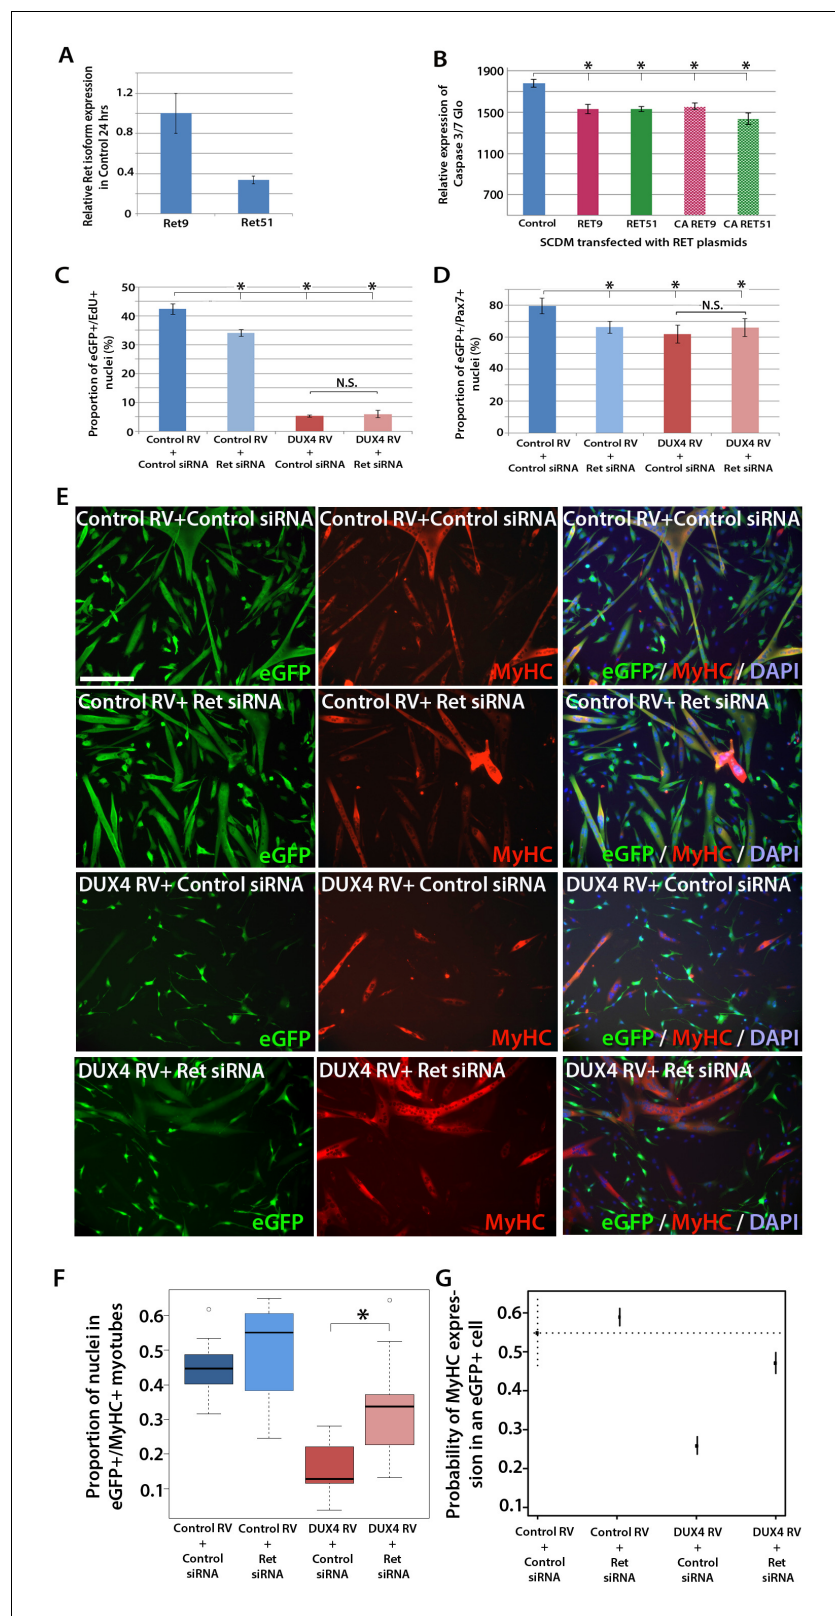 A
Relative Ret isoform expression
in Control 24 hrs
1.2
0.8
0.4
0
Ret9 Ret51
B
Relative expression of
Caspase 3/7 Glo
1900
1500
1100
700
* * * *
Control RET9 RET51 CA RET9 CA RET51
SCDM transfected with RET plasmids
C
Proportion of eGFP+/EdU+
nuclei (%)
50
40
30
20
10
0
* * *
N.S.
Control RV Control RV DUX4 RV DUX4 RV
+ + + +
Control siRNA Ret siRNA Control siRNA Ret siRNA
D
Proportion of eGFP+/Pax7+
nuclei (%)
80
60
40
20
0
* * *
N.S.
Control RV Control RV DUX4 RV DUX4 RV
+ + + +
Control siRNA Ret siRNA Control siRNA Ret siRNA
E
Control RV+Control siRNA Control RV+Control siRNA Control RV+Control siRNA
eGFP MyHC eGFP / MyHC / DAPI
Control RV+ Ret siRNA Control RV+ Ret siRNA Control RV+ Ret siRNA
eGFP MyHC eGFP / MyHC / DAPI
DUX4 RV+ Control siRNA DUX4 RV+ Control siRNA DUX4 RV+ Control siRNA
eGFP MyHC eGFP / MyHC / DAPI
DUX4 RV+ Ret siRNA DUX4 RV+ Ret siRNA DUX4 RV+ Ret siRNA
eGFP MyHC eGFP / MyHC / DAPI
F
Proportion of nuclei in
eGFP+/MyHC+ myotubes
0.6
0.5
0.4
0.3
0.2
0.1
*
Control RV Control RV DUX4 RV DUX4 RV
+ + + +
Control Ret Control Ret
siRNA siRNA siRNA siRNA
G
Probability of MyHC expres-
sion in an eGFP+ cell
0.6
0.5
0.4
0.3
0.2
0.1
Control RV Control RV DUX4 RV DUX4 RV
+ + + +
Control Ret Control Ret
siRNA siRNA siRNA siRNA